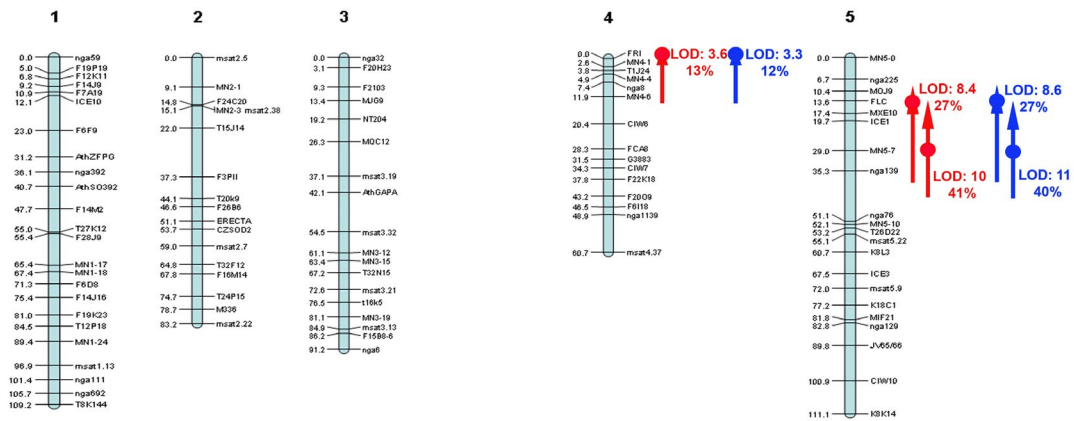 1
0.0 nga59
5.0 F19P19
6.8 F12K11
9.2 F14J9
10.9 F7A19
12.1 ICE10
23.0 F6F9
31.2 AthZFPG
36.1 nga392
40.7 AthSO392
47.7 F14M2
55.0 T27K12
55.4 F28J9
65.4 MN1-17
67.4 MN1-18
71.3 F6D8
75.4 F14J16
81.0 F19K23
84.5 T12P18
89.4 MN1-24
96.9 msat1.13
101.4 nga111
105.7 nga692
109.2 T8K144
2
0.0 msat2.5
9.1 MN2-1
14.8 F24C20
15.1 MN2-3 msat2.38
22.0 T15J14
37.3 F3PII
44.1 T20k9
46.6 F26B6
51.1 ERECTA
53.7 CZSOD2
59.0 msat2.7
64.8 T32F12
67.8 F16M14
74.7 T24P15
78.7 M336
83.2 msat2.22
3
0.0 nga32
3.1 F20H23
9.3 F2103
13.4 MJG9
19.2 NT204
26.3 MQC12
37.1 msat3.19
42.1 AthGAPA
54.5 msat3.32
61.1 MN3-12
63.4 MN3-15
67.2 T32N15
72.6 msat3.21
76.5 t16k5
81.1 MN3-19
84.9 msat3.13
86.2 F15B8-6
91.2 nga6
4
0.0 FRI
2.6 MN4-1
3.8 T1J24
4.9 MN4-4
7.4 nga8
11.9 MN4-6
20.4 CIW6
28.3 FCA8
31.5 G3883
34.3 CIW7
37.8 F22K18
43.2 F20O9
46.5 F6I18
48.9 nga1139
60.7 msat4.37
LOD: 3.6
13%
LOD: 3.3
12%
5
0.0 MN5-0
6.7 nga225
10.4 MOJ9
13.6 FLC
17.4 MXE10
19.7 ICE1
29.0 MN5-7
35.3 nga139
51.1 nga76
52.1 MN5-10
53.2 T26D22
55.1 msat5.22
60.7 K8L3
67.5 ICE3
72.0 msat5.9
77.2 K18C1
81.8 MIF21
82.8 nga129
89.8 JV65/66
100.9 CIW10
111.1 K8K14
LOD: 8.4
27%
LOD: 10
41%
LOD: 8.6
27%
LOD: 11
40%